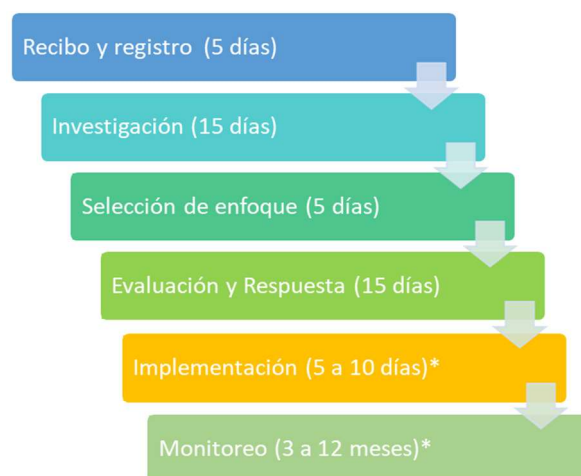 Recibo y registro (5 días)
Investigación (15 días)
Selección de enfoque (5 días)
Evaluación y Respuesta (15 días)
Implementación (5 a 10 días)*
Monitoreo (3 a 12 meses)*